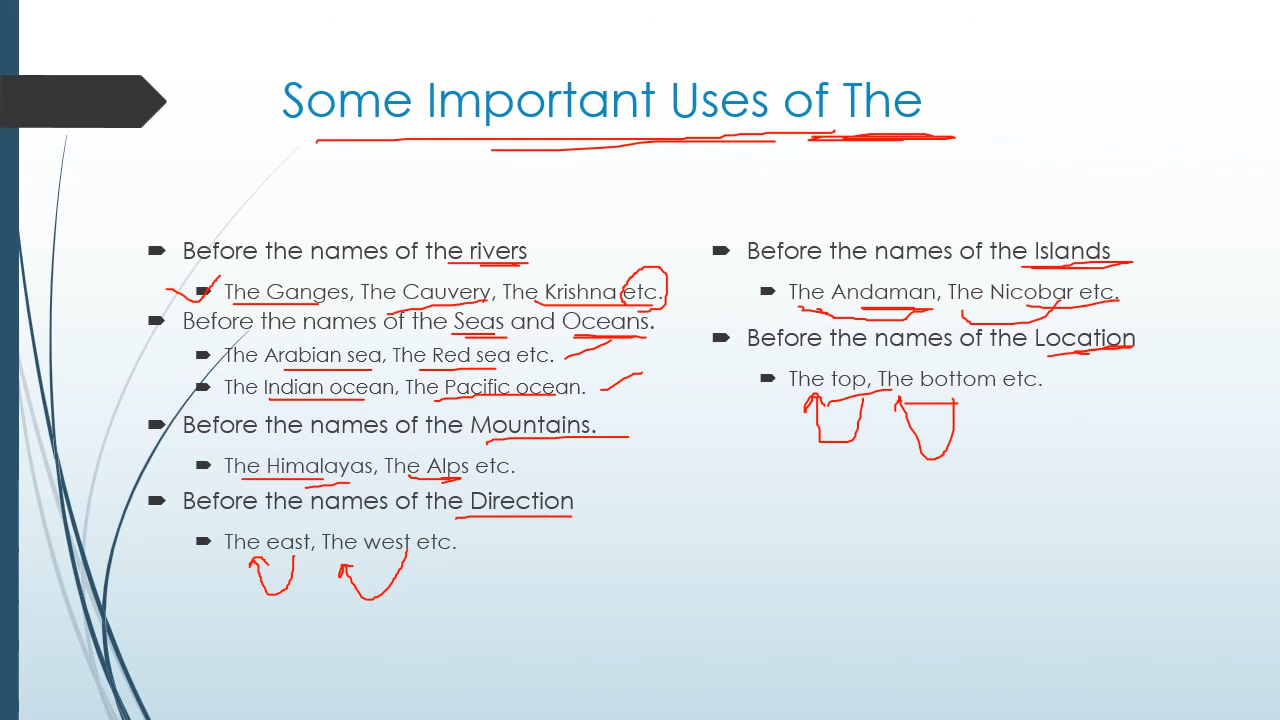 Some Important Uses of The
Before the names of the rivers
The Ganges, The Cauvery, The Krishna etc.
Before the names of the Seas and Oceans.
The Arabian sea, The Red sea etc.
The Indian ocean, The Pacific ocean.
Before the names of the Mountains.
The Himalayas, The Alps etc.
Before the names of the Direction
The east, The west etc.
Before the names of the Islands
The Andaman, The Nicobar etc.
Before the names of the Location
The top, The bottom etc.